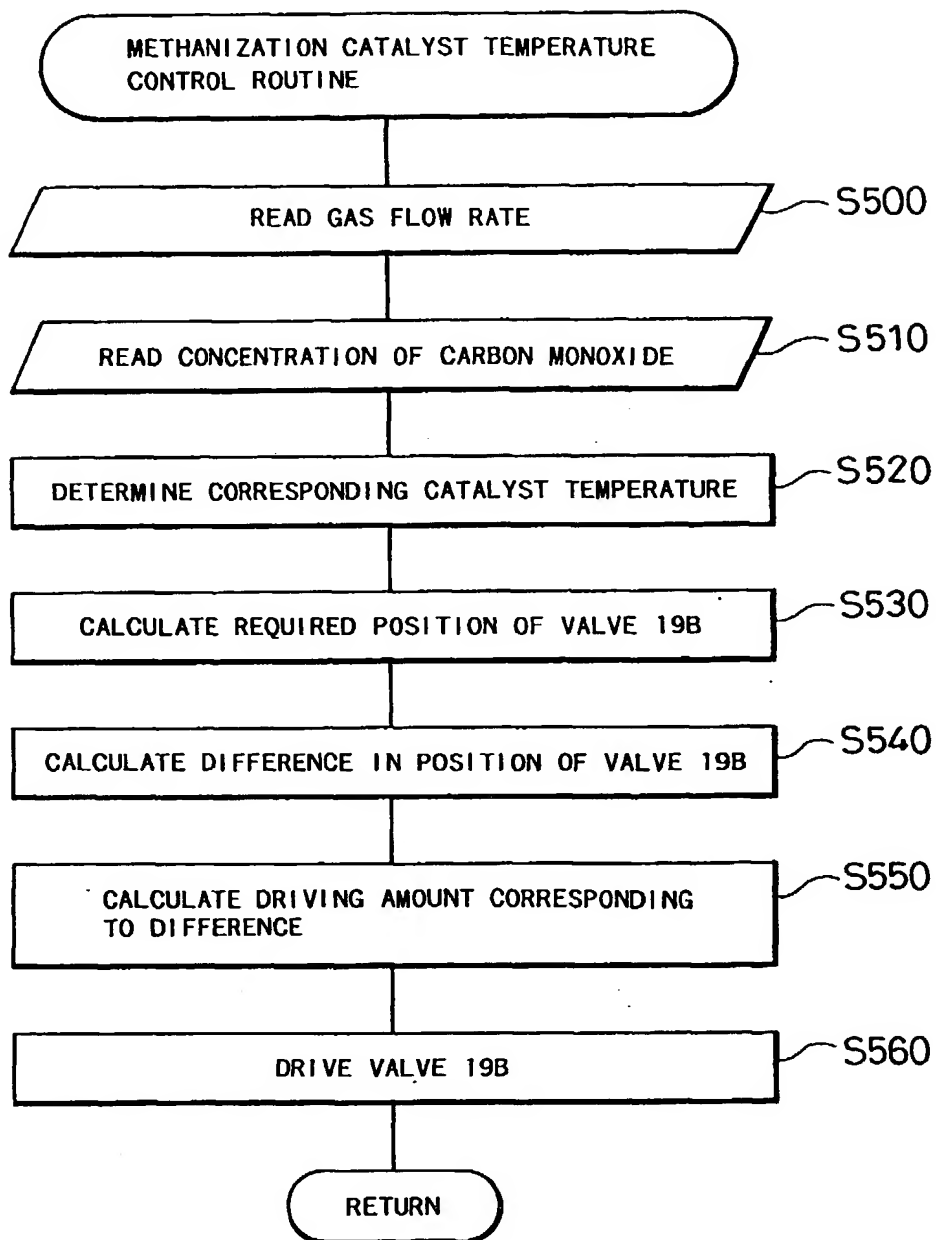 METHANIZATION CATALYST TEMPERATURE
CONTROL ROUTINE
READ GAS FLOW RATE
S500
READ CONCENTRATION OF CARBON MONOXIDE
S510
DETERMINE CORRESPONDING CATALYST TEMPERATURE
S520
CALCULATE REQUIRED POSITION OF VALVE 19B
S530
CALCULATE DIFFERENCE IN POSITION OF VALVE 19B
S540
CALCULATE DRIVING AMOUNT CORRESPONDING
TO DIFFERENCE
S550
DRIVE VALVE 19B
S560
RETURN